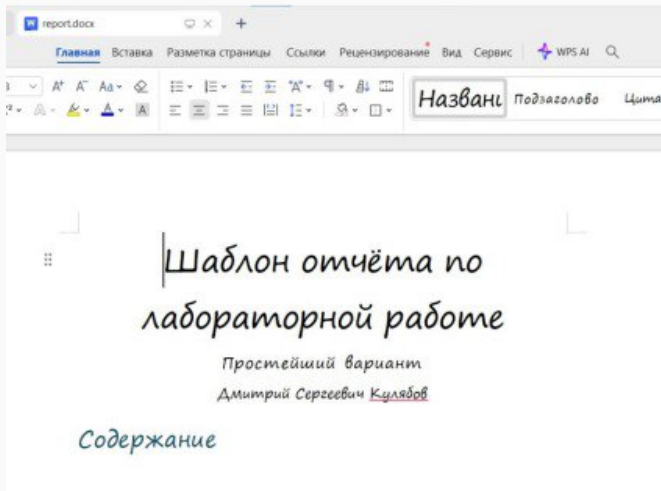 report.docx
Главная Вставка Разметка страницы Ссылки Рецензирование Вид Сервис WPS AI
Названи Подзаголово Цита
Шаблон отчёта по
лабораторной работе
Простейший вариант
Дмитрий Сергеевич Кулябов
Содержание